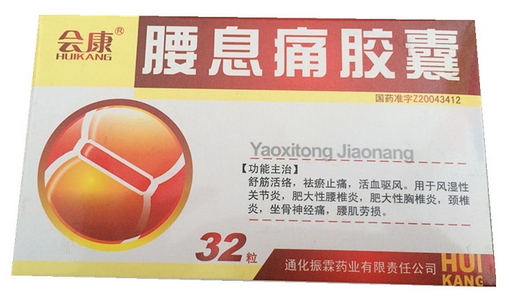 会康®
HUIKANG
腰息痛胶囊
国药准字Z20043412
Yaoxitong Jiaonang
【功能主治】
舒筋活络，祛瘀止痛，活血驱风。用于风湿性
关节炎，肥大性腰椎炎，肥大性胸椎炎，颈椎
炎，坐骨神经痛，腰肌劳损。
32粒
通化振霖药业有限责任公司
HUI
KANG